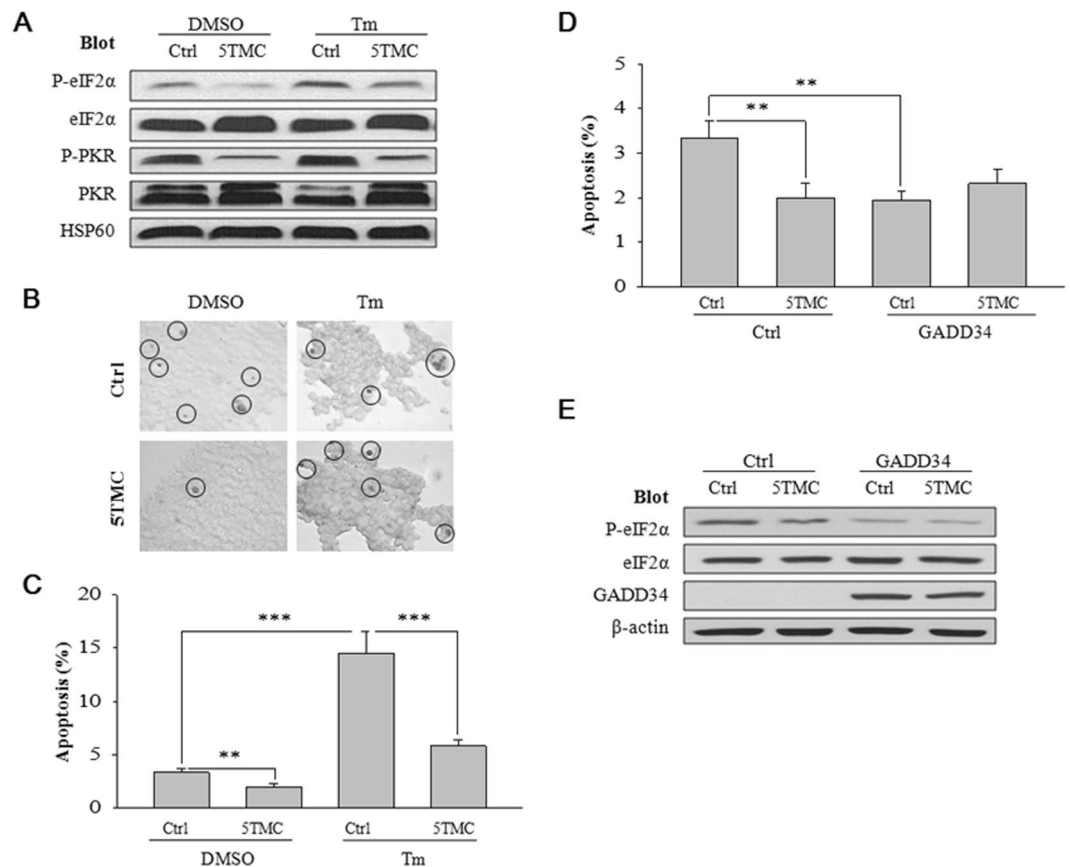 A
DMSO Tm
Blot Ctrl 5TMC Ctrl 5TMC
P-eIF2α
eIF2α
P-PKR
PKR
HSP60
B
DMSO Tm
Ctrl
5TMC
C
Apoptosis (%)
20
15
10
5
0
*** ***
**
Ctrl 5TMC Ctrl 5TMC
DMSO Tm
D
Apoptosis (%)
5
4
3
2
1
0
**
**
Ctrl 5TMC Ctrl 5TMC
Ctrl GADD34
E
Ctrl GADD34
Blot Ctrl 5TMC Ctrl 5TMC
P-eIF2α
eIF2α
GADD34
β-actin